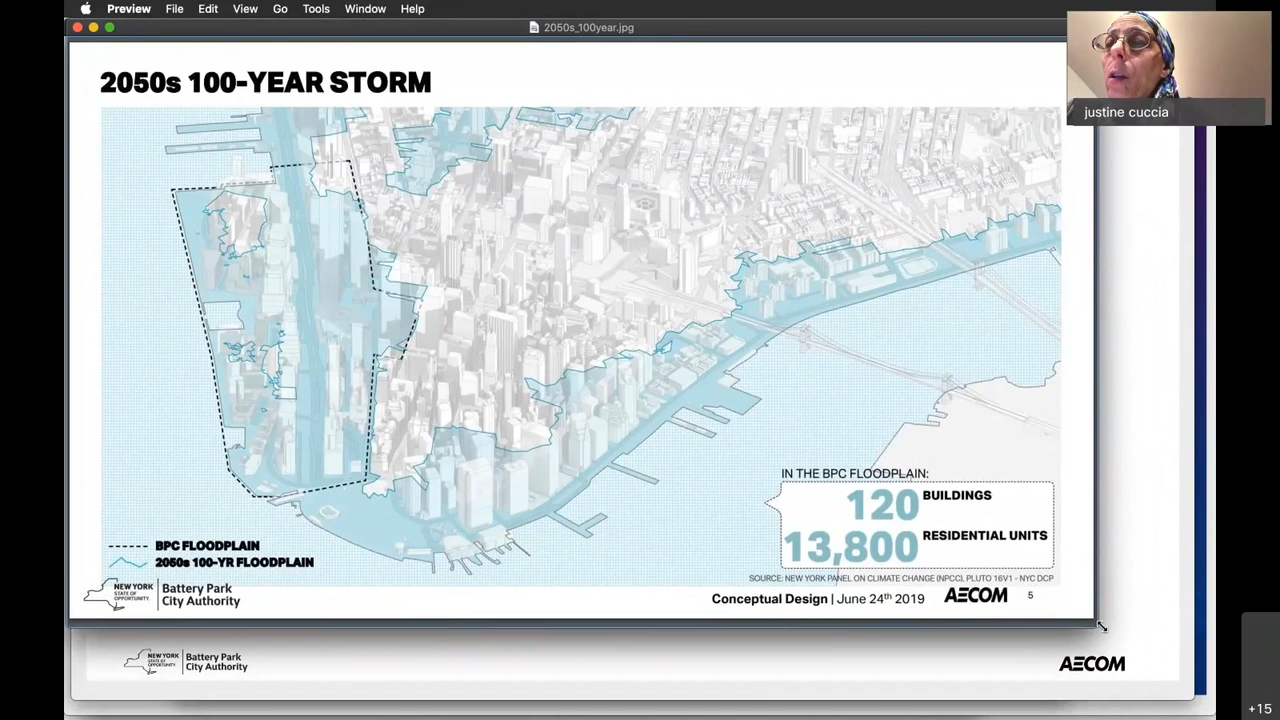 Preview File Edit View Go Tools Window Help
2050s_100year.jpg
justine cuccia
2050s 100-YEAR STORM
IN THE BPC FLOODPLAIN:
120 BUILDINGS
13,800 RESIDENTIAL UNITS
BPC FLOODPLAIN
2050s 100-YR FLOODPLAIN
SOURCE: NEW YORK PANEL ON CLIMATE CHANGE (NPCC), PLUTO 16V1 - NYC DCP
NEW YORK
STATE OF
OPPORTUNITY.
Battery Park
City Authority
Conceptual Design | June 24th 2019 AECOM 5
NEW YORK
STATE OF
OPPORTUNITY.
Battery Park
City Authority
AECOM
+15